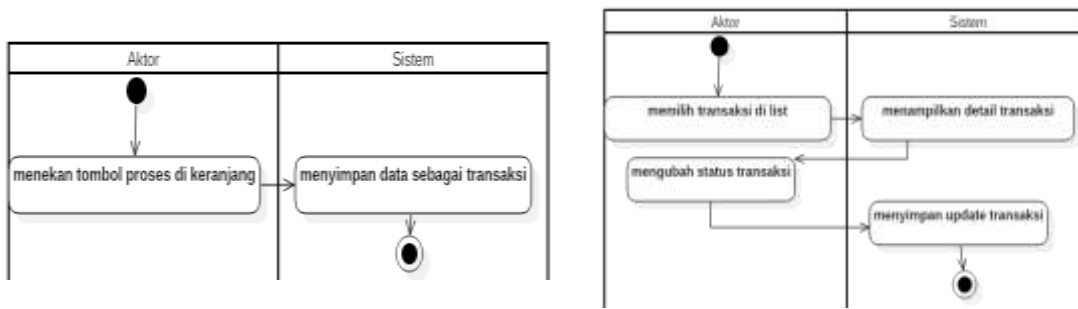 Aktor
Sistem
menekan tombol proses di keranjang
menyimpan data sebagai transaksi
Aktor
Sistem
memilih transaksi di list
menampilkan detail transaksi
mengubah status transaksi
menyimpan update transaksi